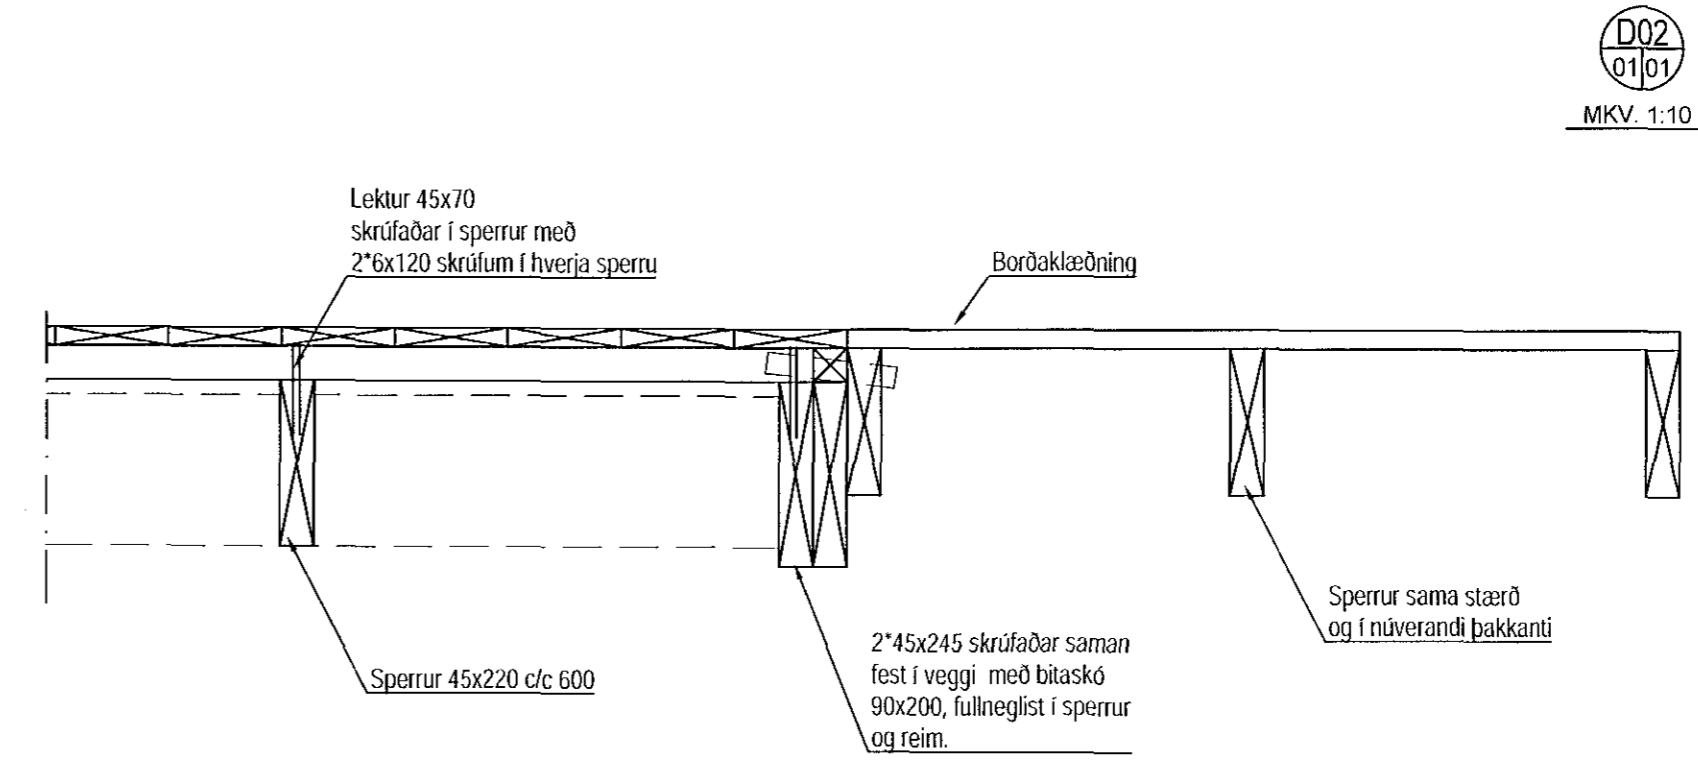 D02
01 01
MKV. 1:10
Lektur 45x70
skrúfaðar í sperrur með
2*6x120 skrúfum í hverja sperru
Borðaklæðning
Sperrur sama stærð
og í núverandi þakkanti
2*45x245 skrúfaðar saman
fest í veggi með bitaskó
90x200, fullneglist í sperrur
og reim.
Sperrur 45x220 c/c 600